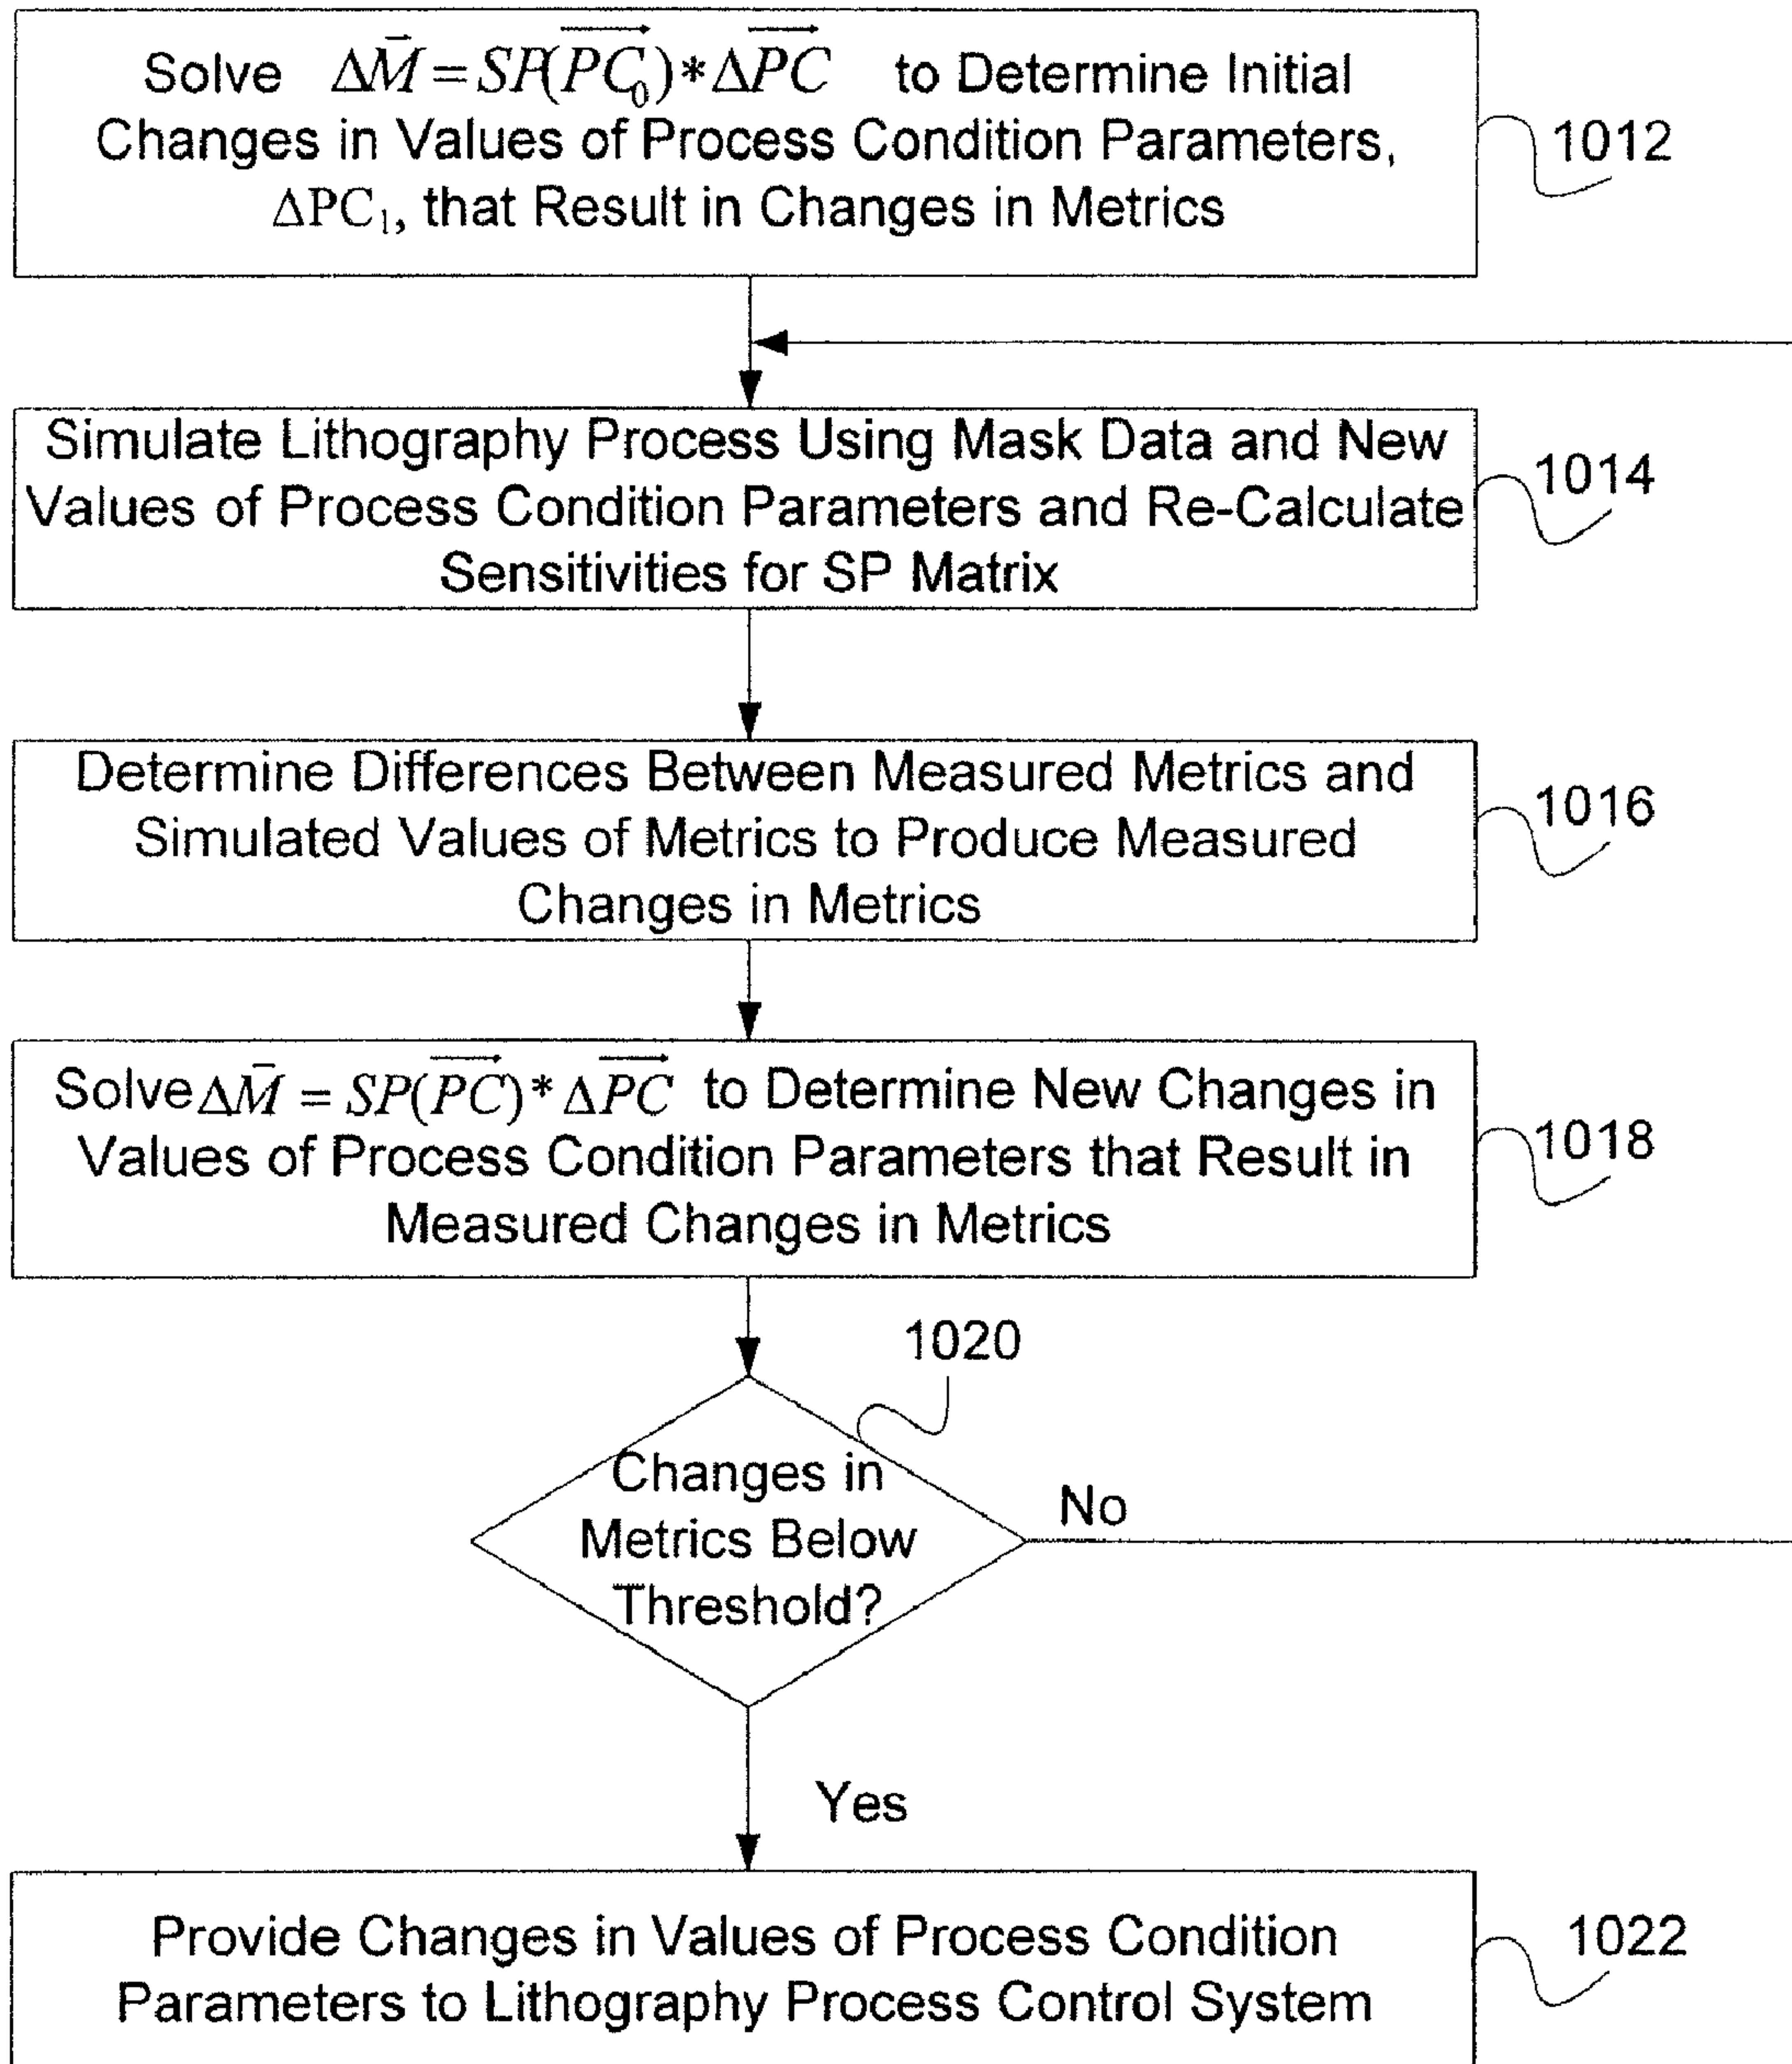 Solve ΔM̄ = SP(PC₀) * ΔPC to Determine Initial
Changes in Values of Process Condition Parameters,
ΔPC₁, that Result in Changes in Metrics
1012
Simulate Lithography Process Using Mask Data and New
Values of Process Condition Parameters and Re-Calculate
Sensitivities for SP Matrix
1014
Determine Differences Between Measured Metrics and
Simulated Values of Metrics to Produce Measured
Changes in Metrics
1016
Solve ΔM̄ = SP(PC) * ΔPC to Determine New Changes in
Values of Process Condition Parameters that Result in
Measured Changes in Metrics
1018
1020
Changes in
Metrics Below
Threshold?
No
Yes
Provide Changes in Values of Process Condition
Parameters to Lithography Process Control System
1022